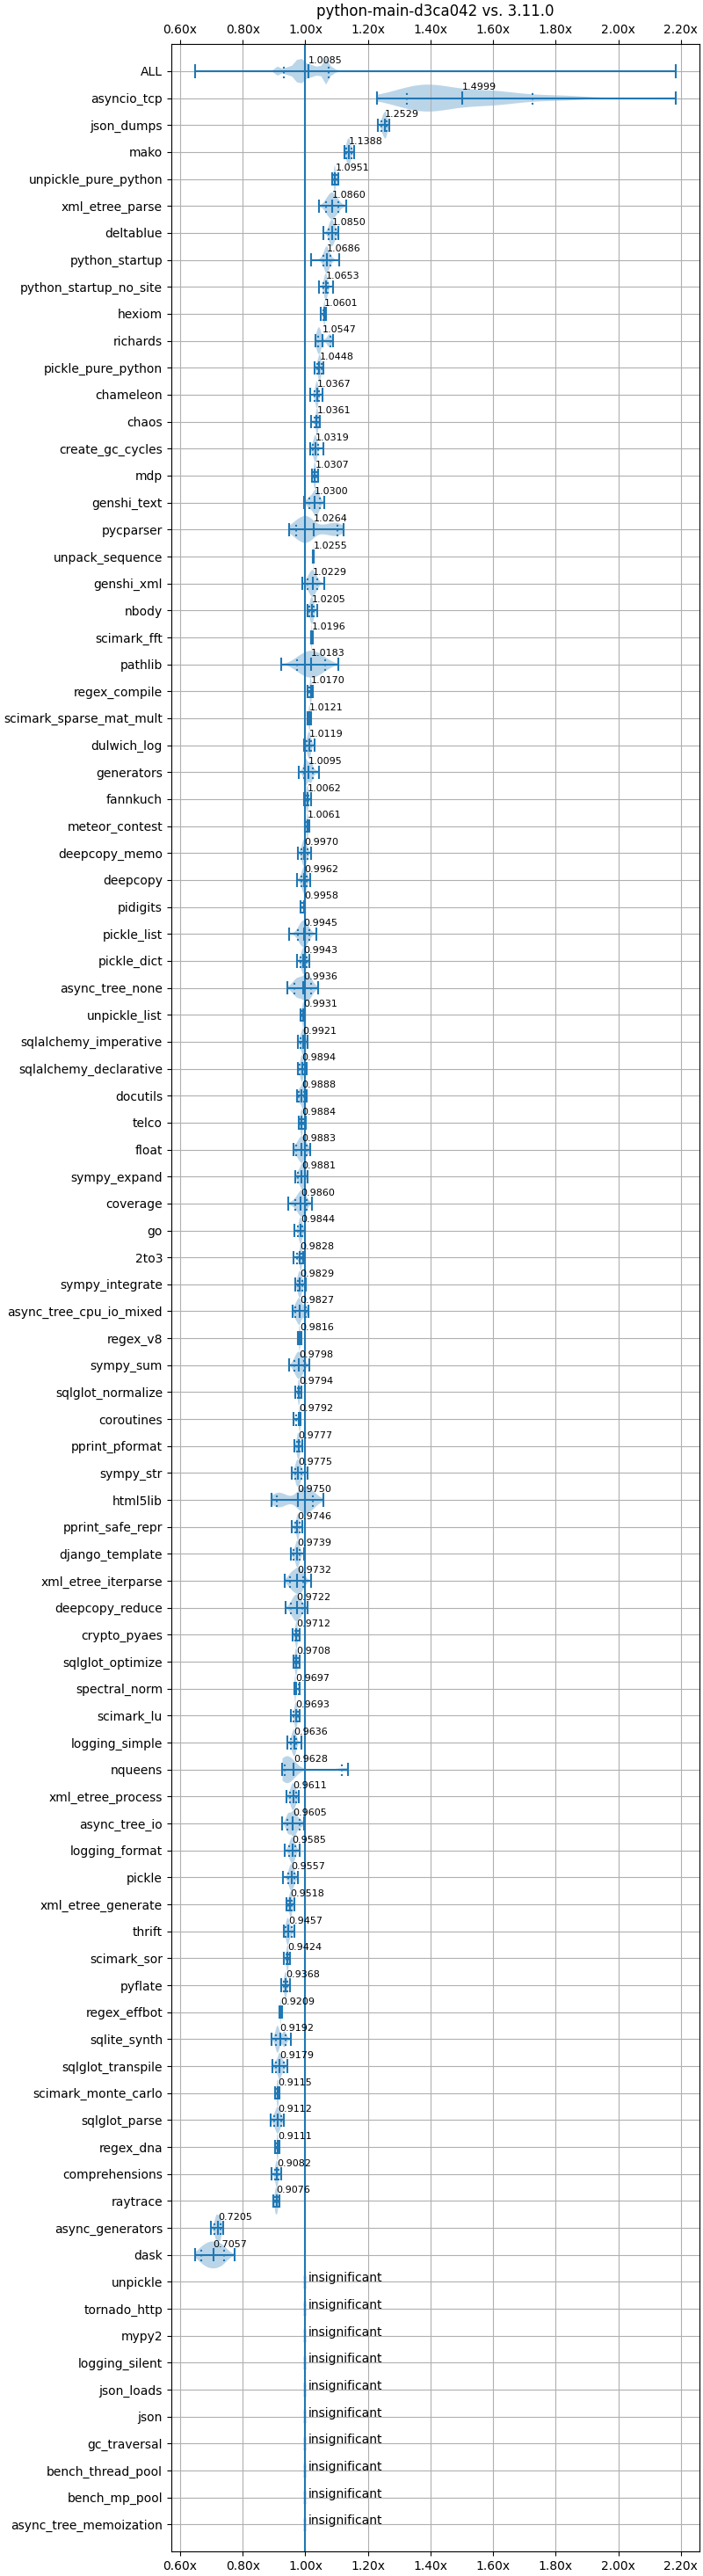 python-main-d3ca042 vs. 3.11.0
0.60x 0.80x 1.00x 1.20x 1.40x 1.60x 1.80x 2.00x 2.20x
ALL 1.0085
asyncio_tcp 1.4999
json_dumps 1.2529
mako 1.1388
unpickle_pure_python 1.0951
xml_etree_parse 1.0860
deltablue 1.0850
python_startup 1.0686
python_startup_no_site 1.0653
hexiom 1.0601
richards 1.0547
pickle_pure_python 1.0448
chameleon 1.0367
chaos 1.0361
create_gc_cycles 1.0319
mdp 1.0307
genshi_text 1.0300
pycparser 1.0264
unpack_sequence 1.0255
genshi_xml 1.0229
nbody 1.0205
scimark_fft 1.0196
pathlib 1.0183
regex_compile 1.0170
scimark_sparse_mat_mult 1.0121
dulwich_log 1.0119
generators 1.0095
fannkuch 1.0062
meteor_contest 1.0061
deepcopy_memo 0.9970
deepcopy 0.9962
pidigits 0.9958
pickle_list 0.9945
pickle_dict 0.9943
async_tree_none 0.9936
unpickle_list 0.9931
sqlalchemy_imperative 0.9921
sqlalchemy_declarative 0.9894
docutils 0.9888
telco 0.9884
float 0.9883
sympy_expand 0.9881
coverage 0.9860
go 0.9844
2to3 0.9828
sympy_integrate 0.9829
async_tree_cpu_io_mixed 0.9827
regex_v8 0.9816
sympy_sum 0.9798
sqlglot_normalize 0.9794
coroutines 0.9792
pprint_pformat 0.9777
sympy_str 0.9775
html5lib 0.9750
pprint_safe_repr 0.9746
django_template 0.9739
xml_etree_iterparse 0.9732
deepcopy_reduce 0.9722
crypto_pyaes 0.9712
sqlglot_optimize 0.9708
spectral_norm 0.9697
scimark_lu 0.9693
logging_simple 0.9636
nqueens 0.9628
xml_etree_process 0.9611
async_tree_io 0.9605
logging_format 0.9585
pickle 0.9557
xml_etree_generate 0.9518
thrift 0.9457
scimark_sor 0.9424
pyflate 0.9368
regex_effbot 0.9209
sqlite_synth 0.9192
sqlglot_transpile 0.9179
scimark_monte_carlo 0.9115
sqlglot_parse 0.9112
regex_dna 0.9111
comprehensions 0.9082
raytrace 0.9076
async_generators 0.7205
dask 0.7057
unpickle insignificant
tornado_http insignificant
mypy2 insignificant
logging_silent insignificant
json_loads insignificant
json insignificant
gc_traversal insignificant
bench_thread_pool insignificant
bench_mp_pool insignificant
async_tree_memoization insignificant
0.60x 0.80x 1.00x 1.20x 1.40x 1.60x 1.80x 2.00x 2.20x